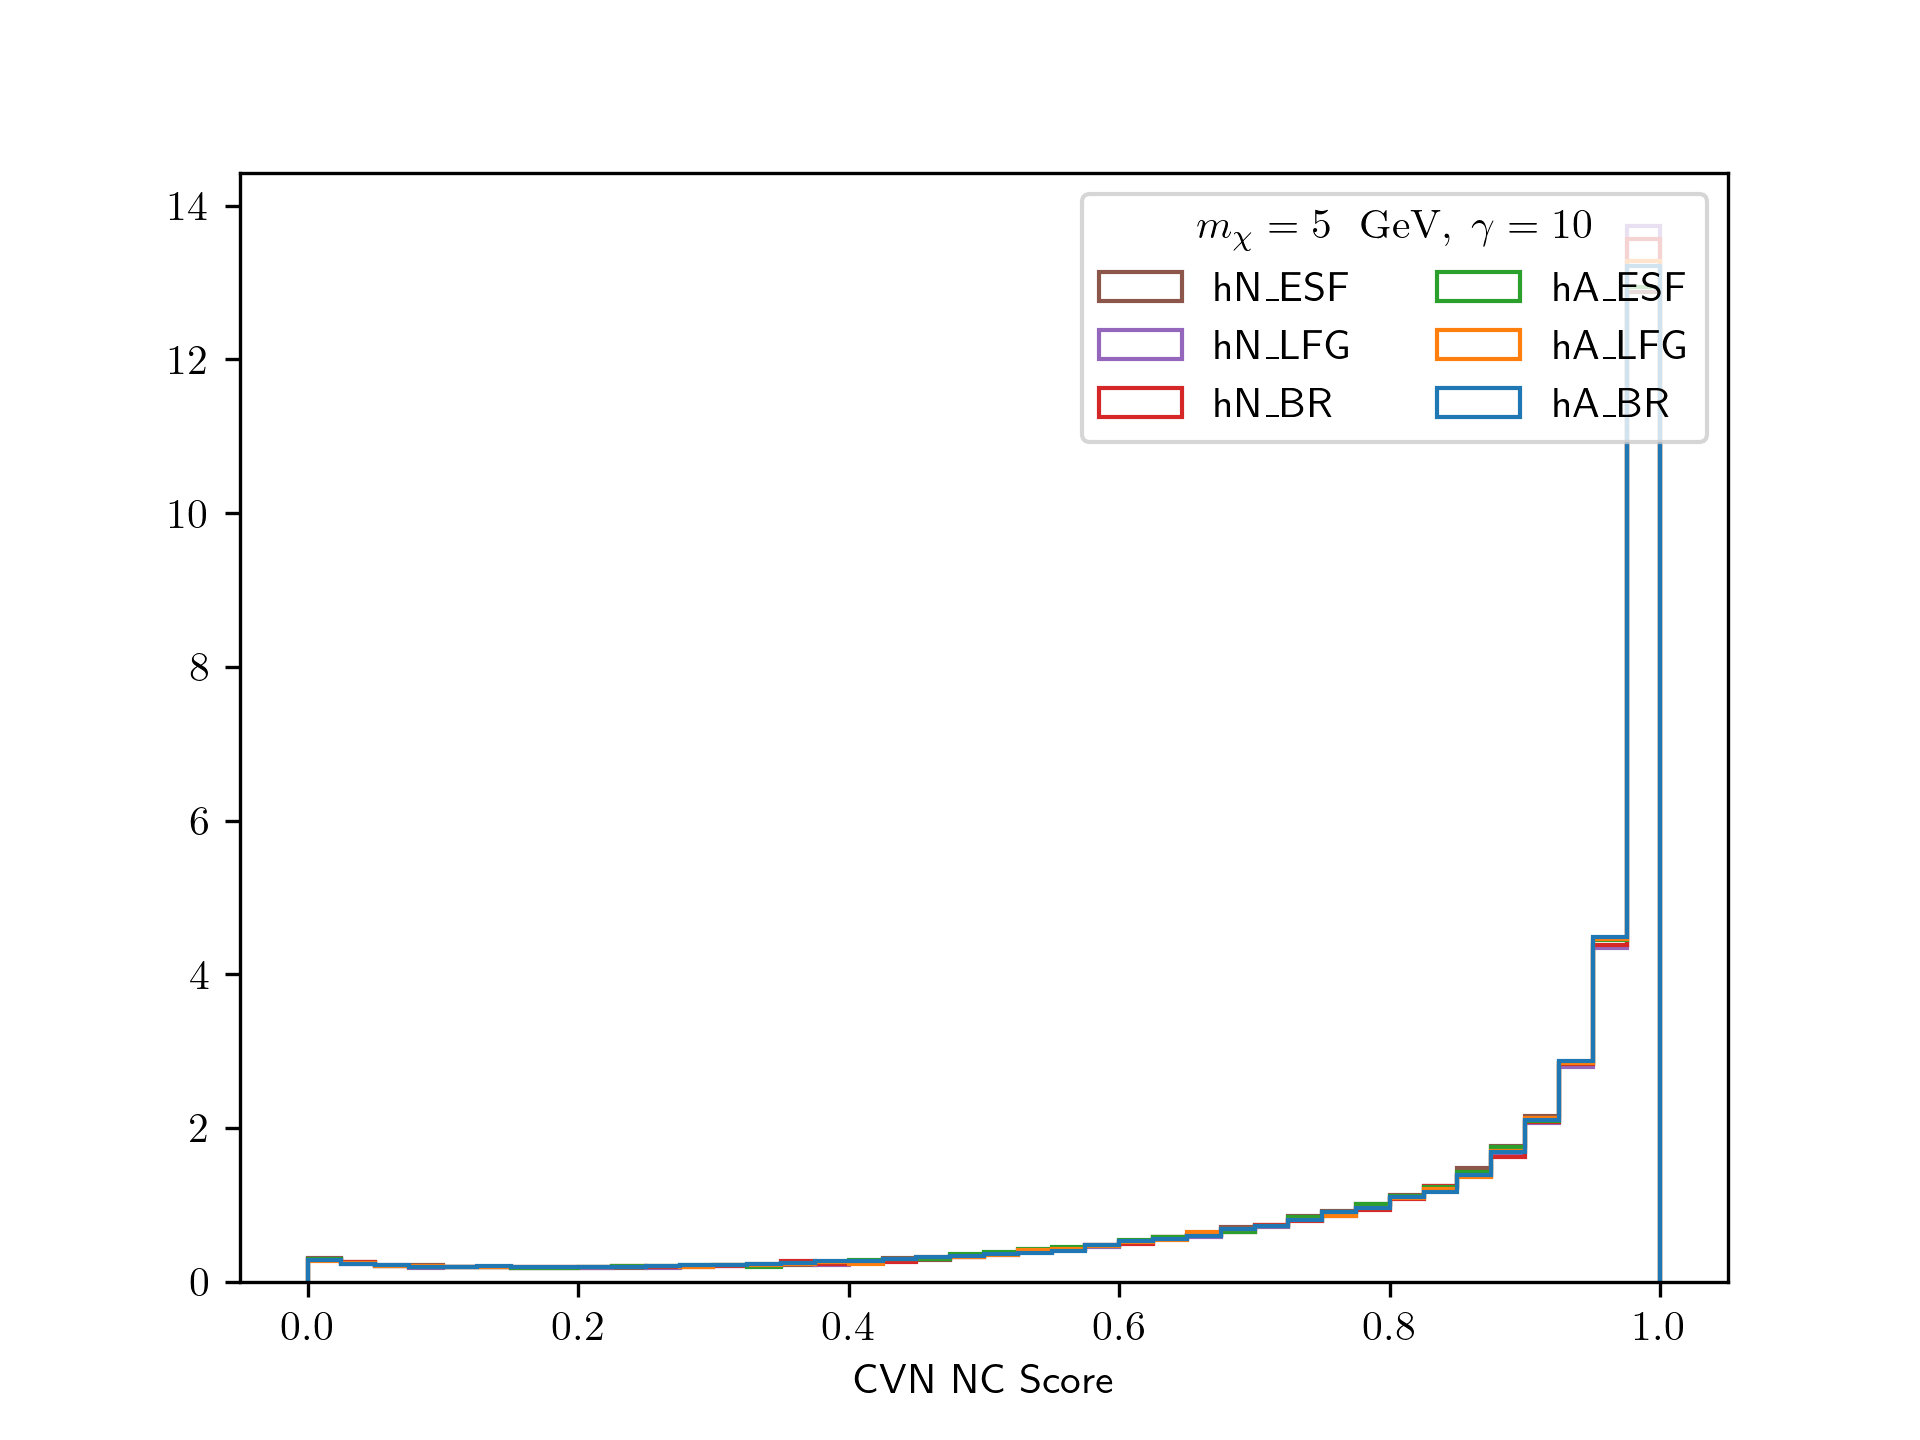 14
12
10
8
6
4
2
0
0.0 0.2 0.4 0.6 0.8 1.0
CVN NC Score
mχ = 5 GeV, γ = 10
hN_ESF hA_ESF
hN_LFG hA_LFG
hN_BR hA_BR